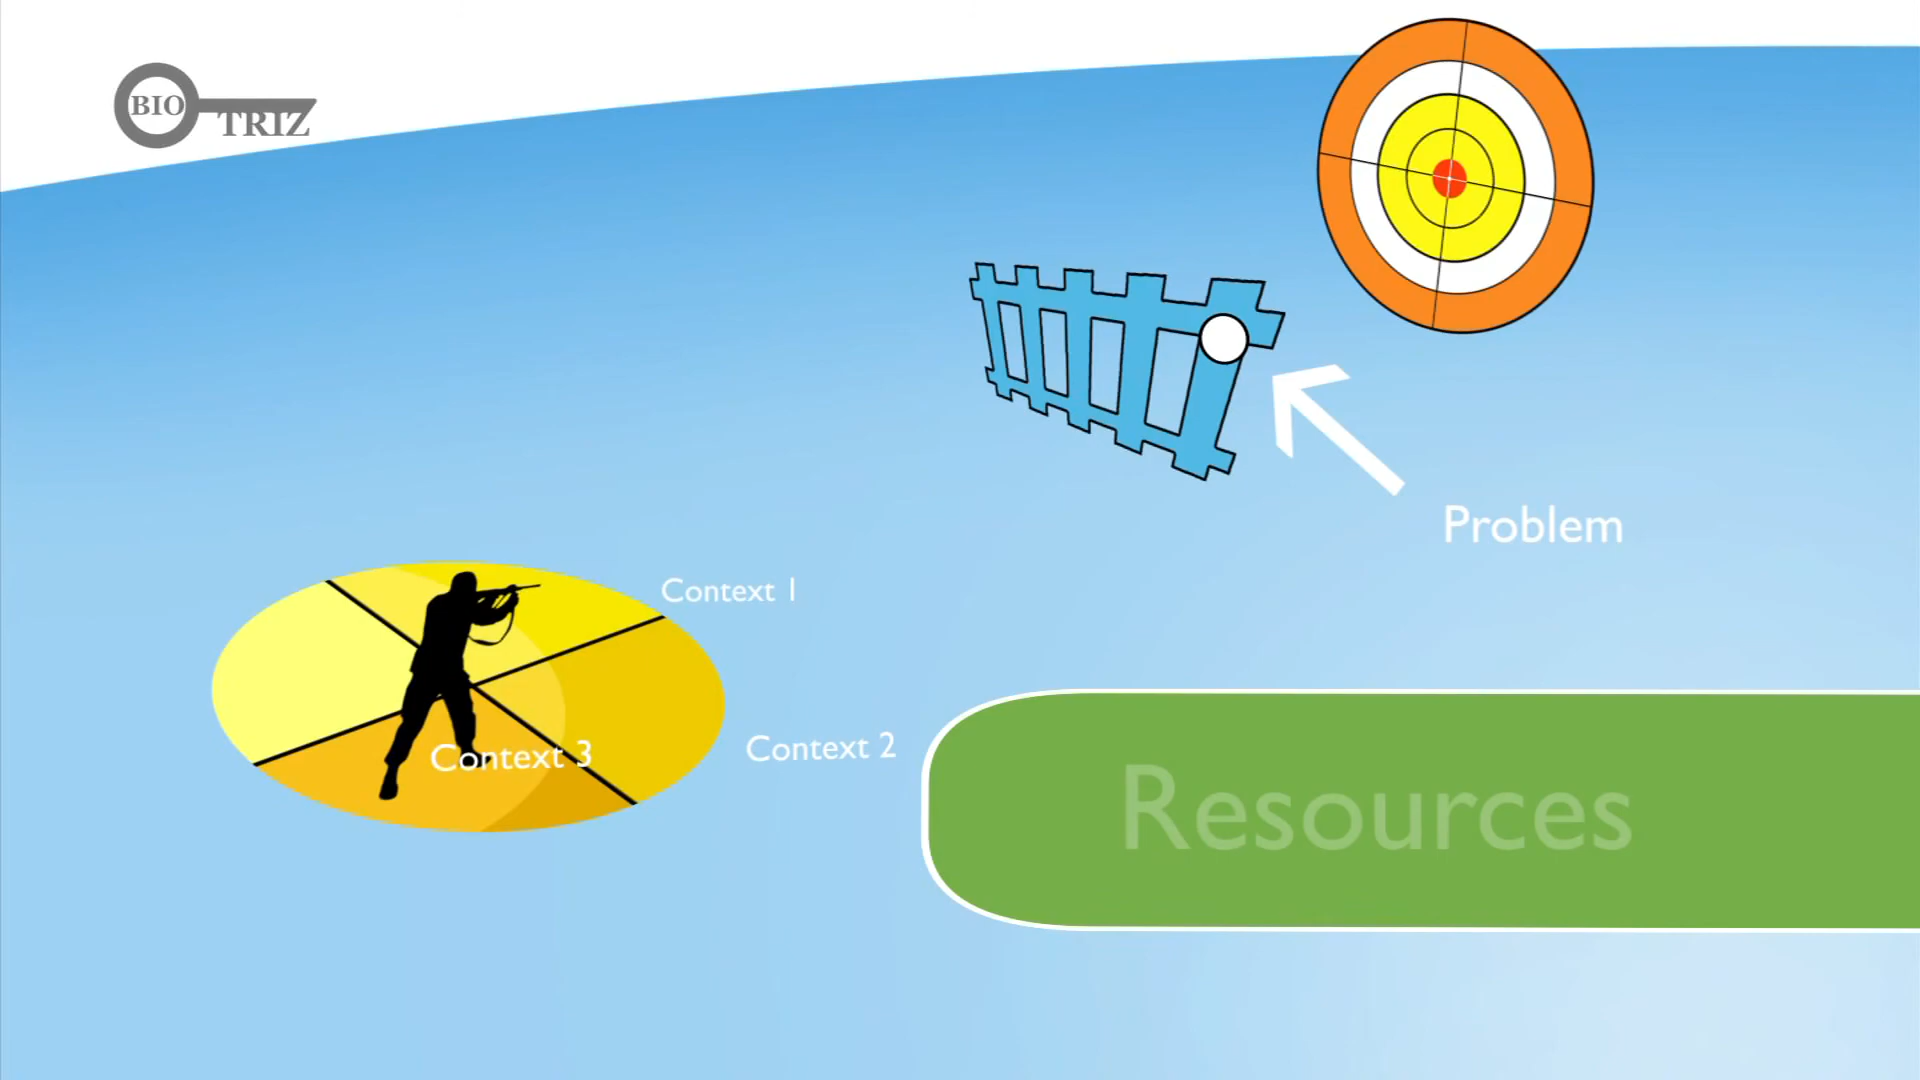 BIO
TRIZ
Problem
Context 1
Context 2
Context 3
Resources